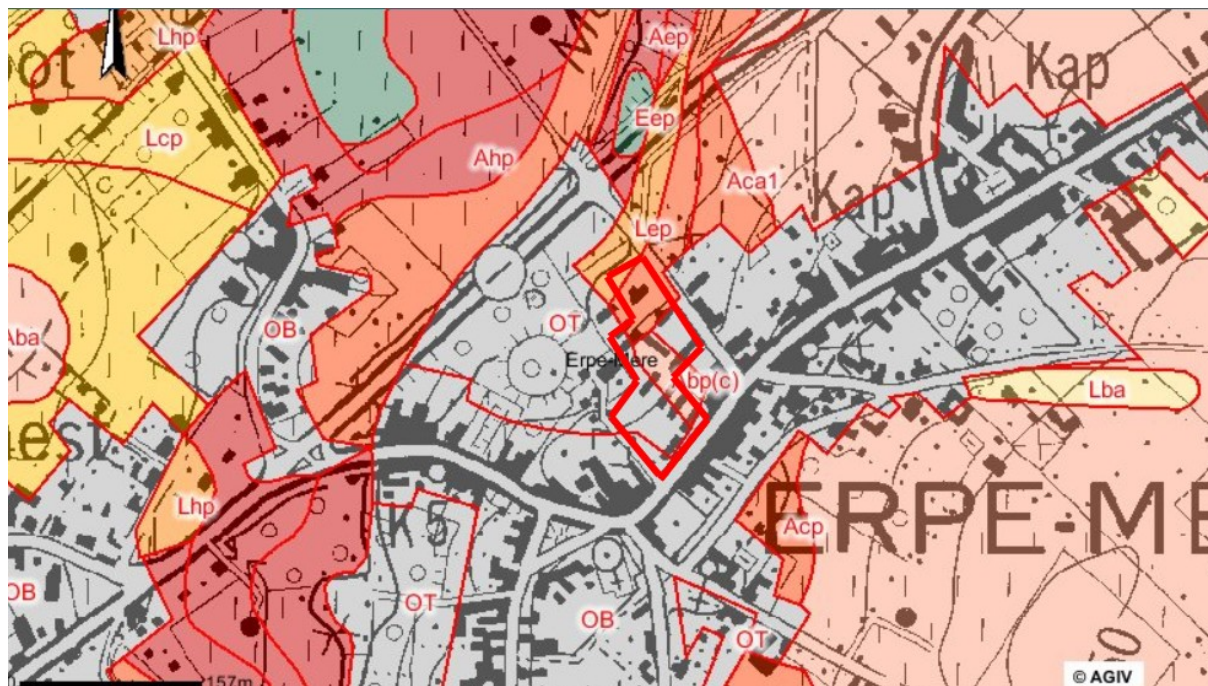 Lhp
Aep
Kap
Lcp
Eep
Ahp
Aca1
Kap
Lep
OB
OT
Aba
Erpe-Mere
bp(c)
Lba
Lhp
ERPE-ME
Acp
OB
OT
OB
OT
157m
© AGIV